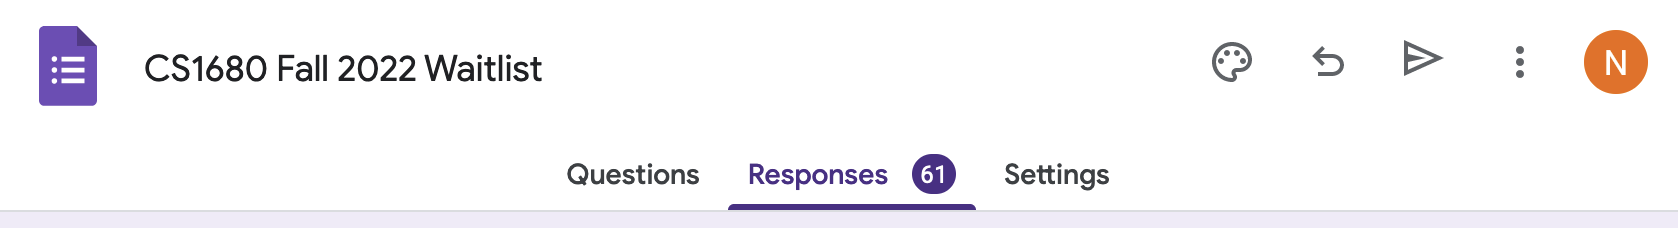 CS1680 Fall 2022 Waitlist
N
Questions Responses 61 Settings